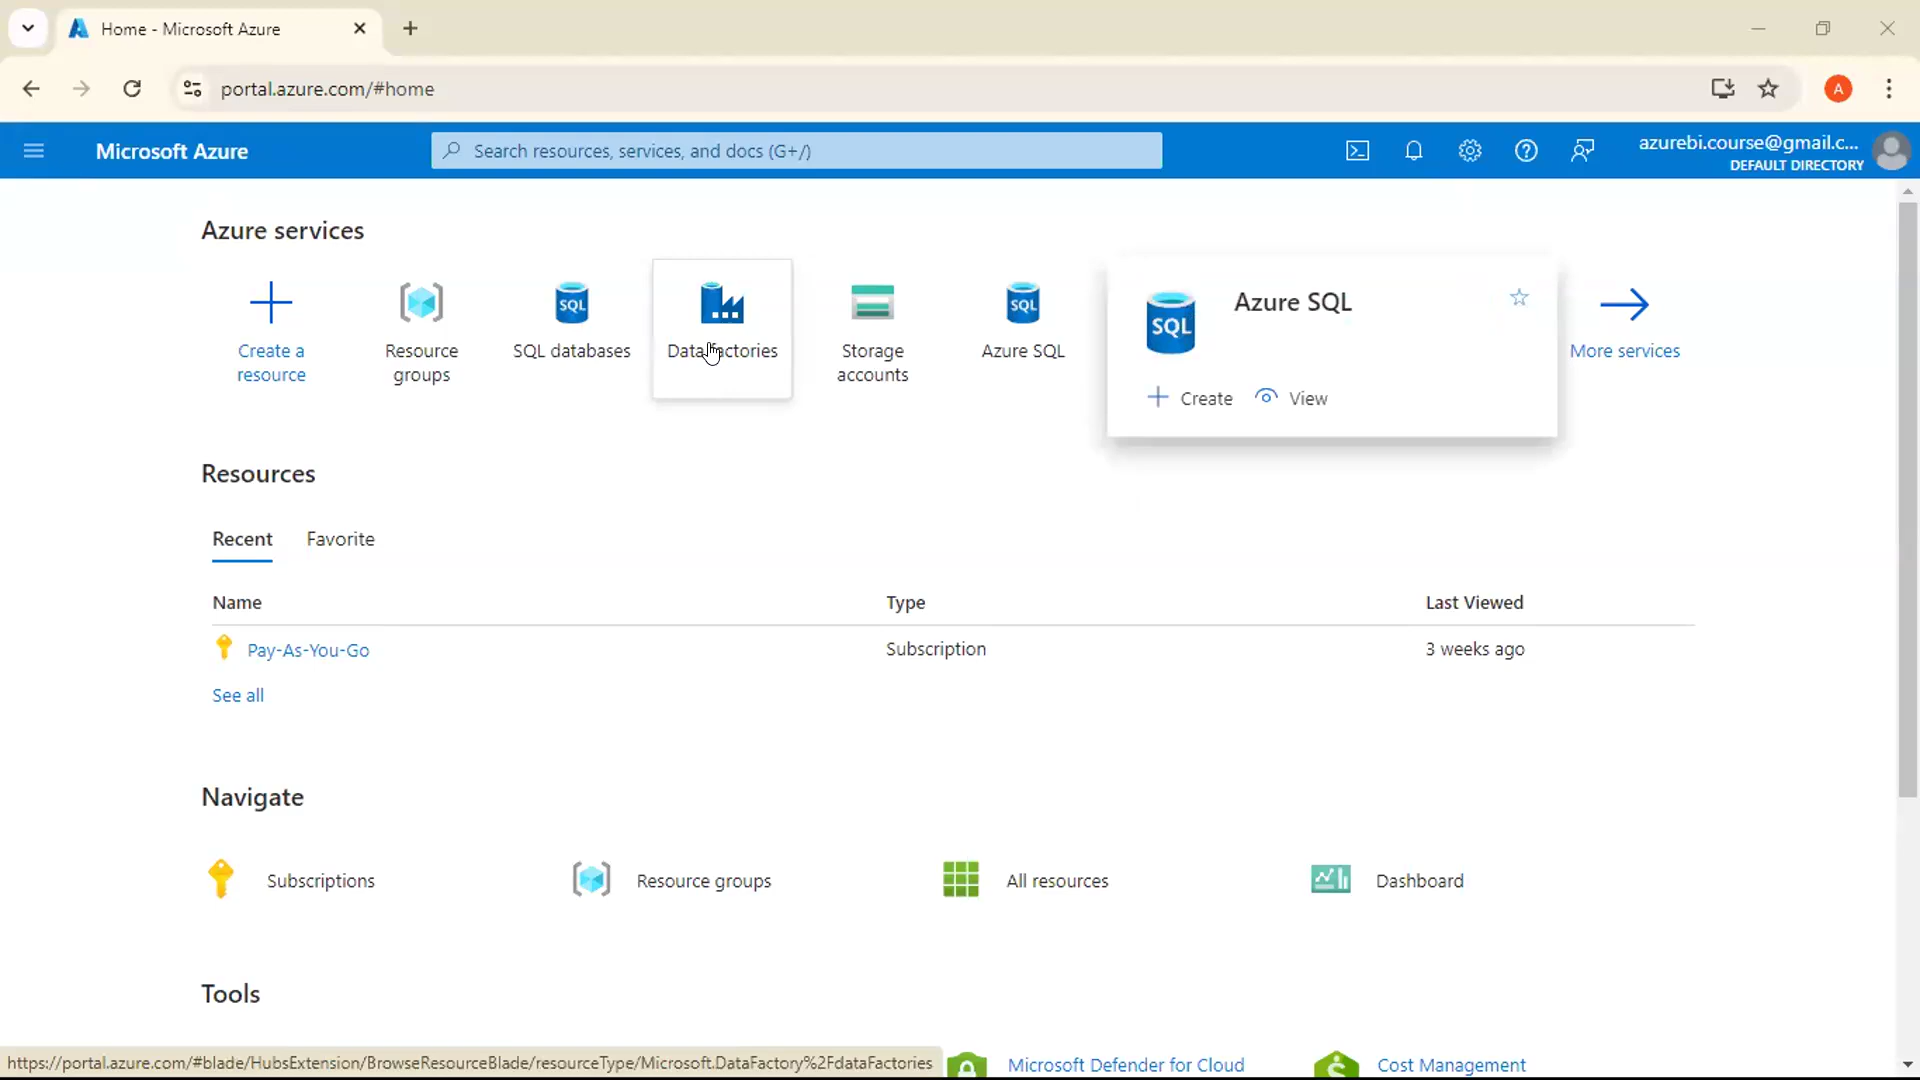 Home - Microsoft Azure
portal.azure.com/#home
A
Microsoft Azure
Search resources, services, and docs (G+/)
azurebi.course@gmail.c...
DEFAULT DIRECTORY
Azure services
Create a
resource
Resource
groups
SQL
SQL databases
Data factories
Storage
accounts
SQL
Azure SQL
SQL
Azure SQL
Create
View
More services
Resources
Recent
Favorite
Name
Type
Last Viewed
Pay-As-You-Go
Subscription
3 weeks ago
See all
Navigate
Subscriptions
Resource groups
All resources
Dashboard
Tools
https://portal.azure.com/#blade/HubsExtension/BrowseResourceBlade/resourceType/Microsoft.DataFactory%2FdataFactories
Microsoft Defender for Cloud
Cost Management